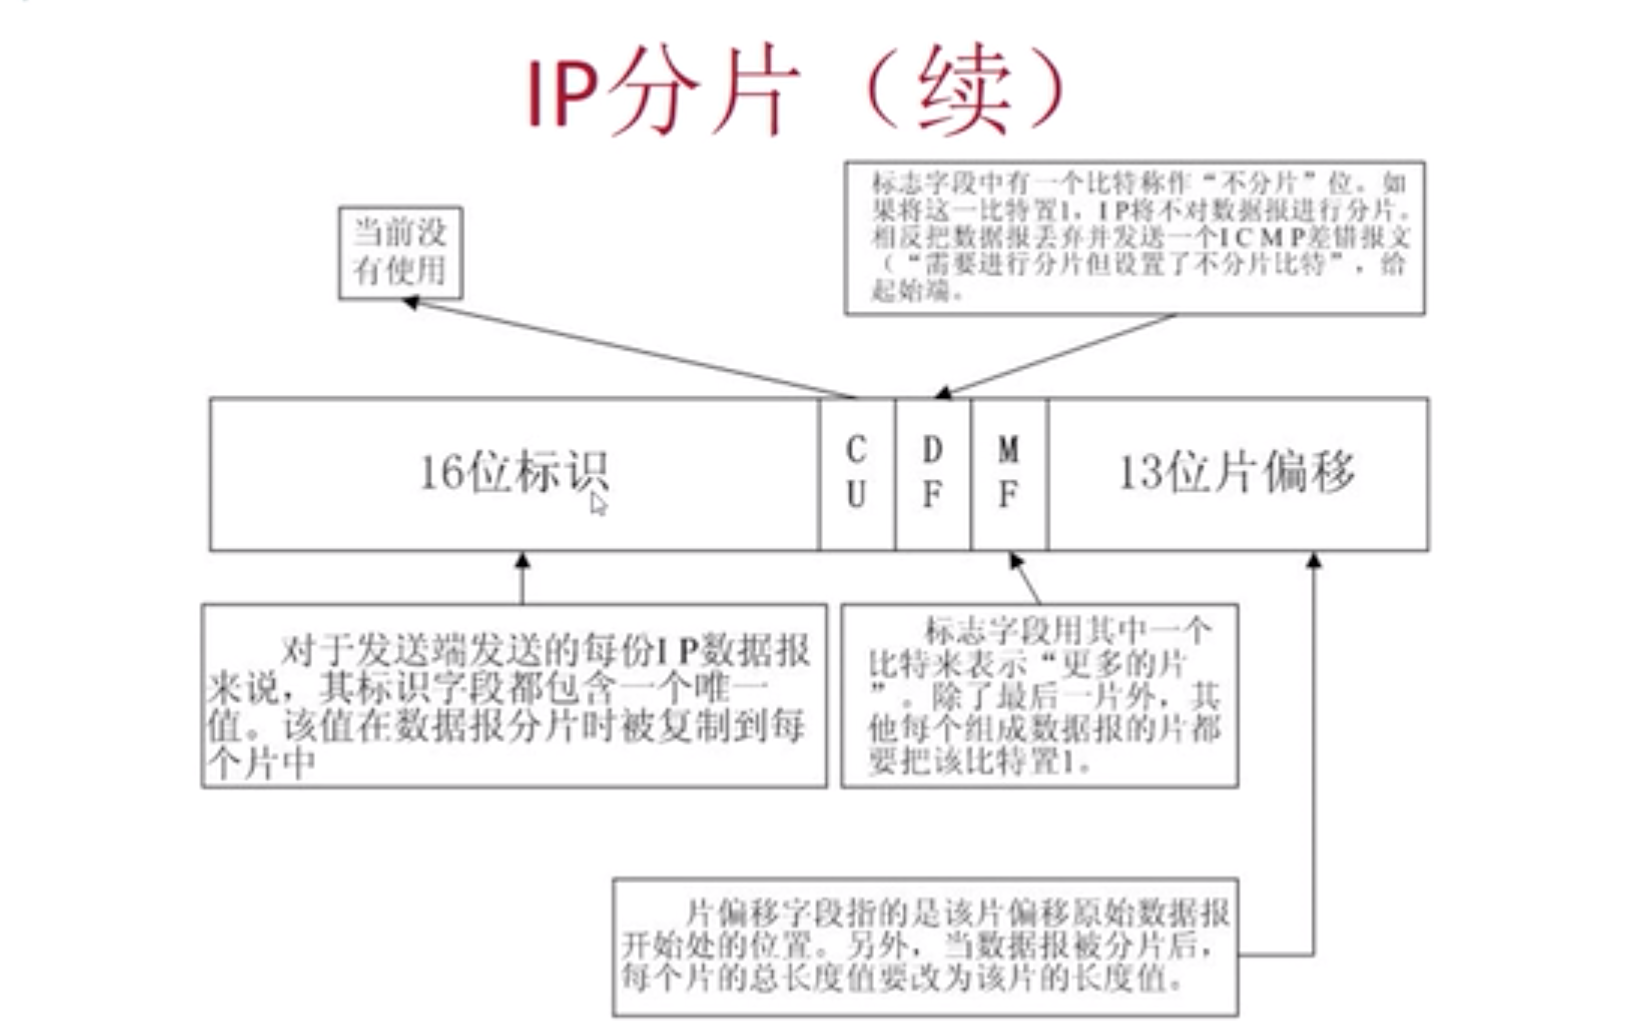 IP分片（续）
当前没
有使用
标志字段中有一个比特称作“不分片”位。如
果将这一比特置1，IP将不对数据报进行分片。
相反把数据报丢弃并发送一个ICMP差错报文
（“需要进行分片但设置了不分片比特”，给
起始端。
16位标识
C
U
D
F
M
F
13位片偏移
对于发送端发送的每份IP数据报
来说，其标识字段都包含一个唯一
值。该值在数据报分片时被复制到每
个片中
标志字段用其中一个
比特来表示“更多的片
”。除了最后一片外，其
他每个组成数据报的片都
要把该比特置1。
片偏移字段指的是该片偏移原始数据报
开始处的位置。另外，当数据报被分片后，
每个片的总长度值要改为该片的长度值。